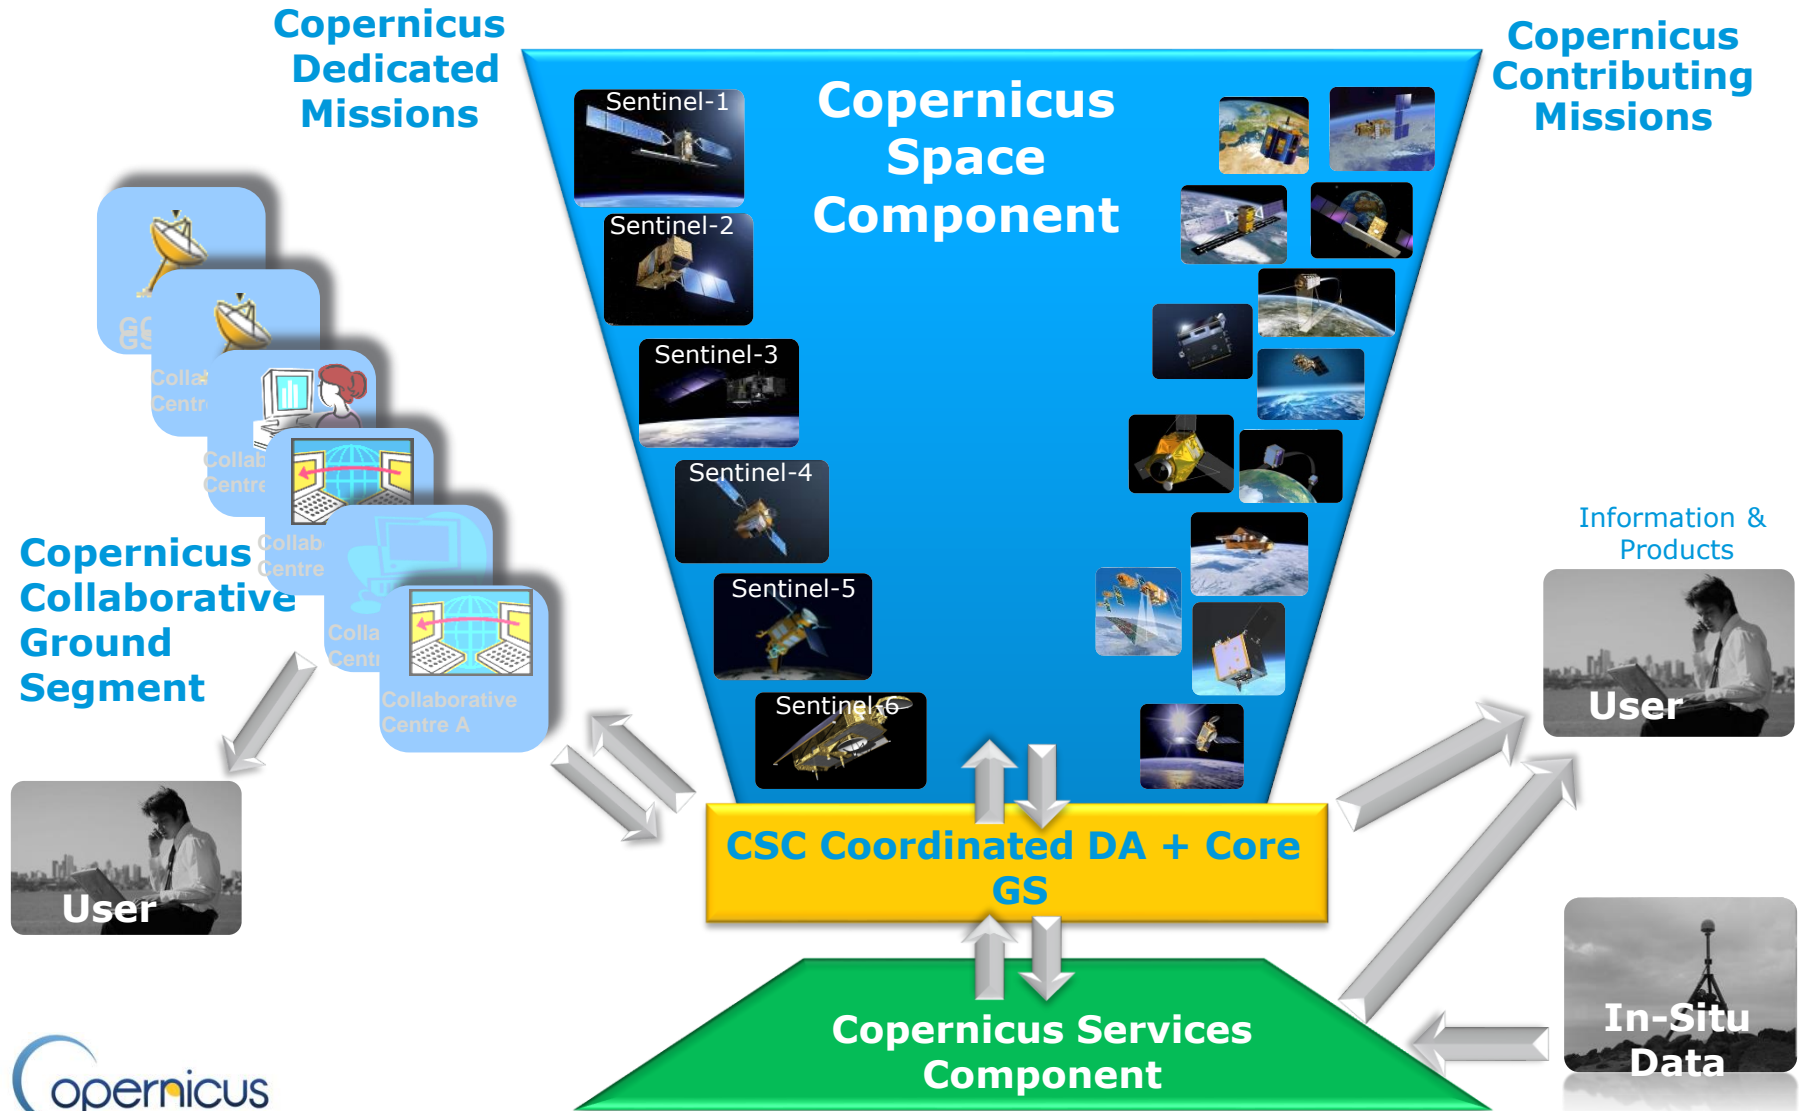 Copernicus
Dedicated
Missions
Copernicus
Space
Component
Copernicus
Contributing
Missions
Sentinel-1
Sentinel-2
Sentinel-3
Sentinel-4
Sentinel-5
Sentinel-6
Centre
Centre
Collaborative
Centre A
Copernicus
Collaborative
Ground
Segment
User
Information &
Products
User
CSC Coordinated DA + Core
GS
Copernicus Services
Component
In-Situ
Data
opernicus